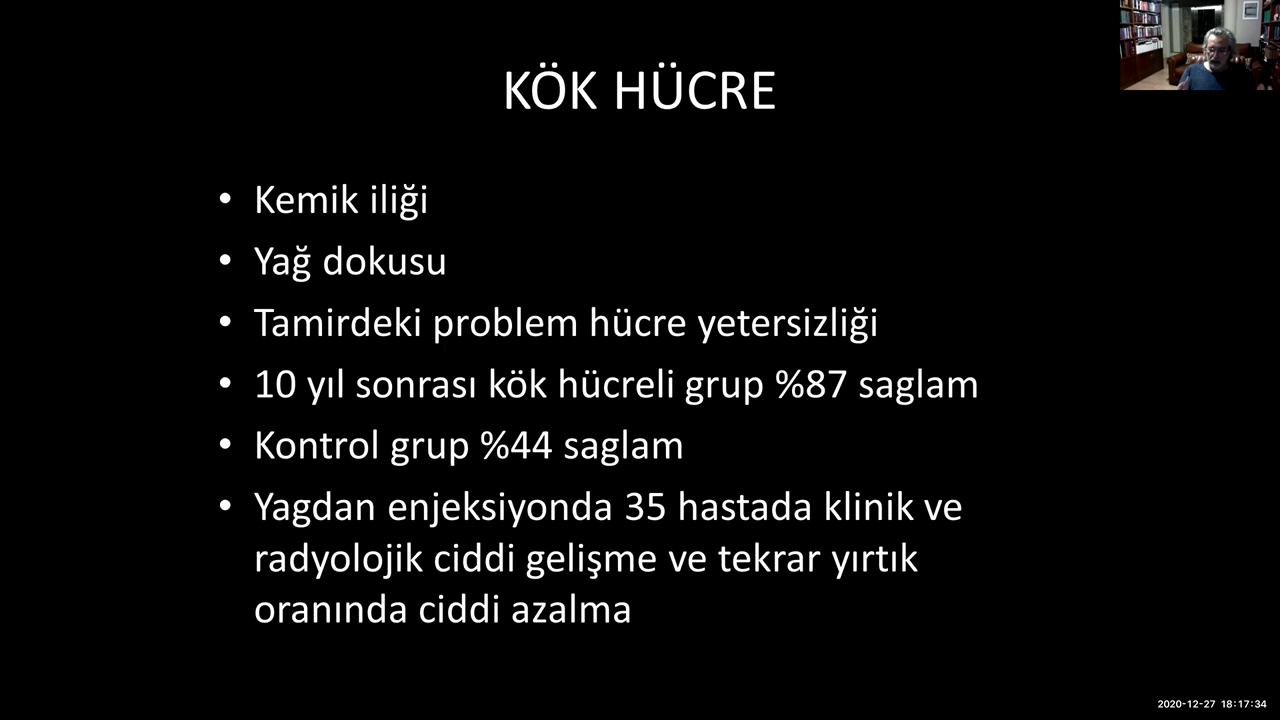 KÖK HÜCRE
• Kemik iliği
• Yağ dokusu
• Tamirdeki problem hücre yetersizliği
• 10 yıl sonrası kök hücreli grup %87 saglam
• Kontrol grup %44 saglam
• Yagdan enjeksiyonda 35 hastada klinik ve
radyolojik ciddi gelişme ve tekrar yırtık
oranında ciddi azalma
2020-12-27 18:17:34